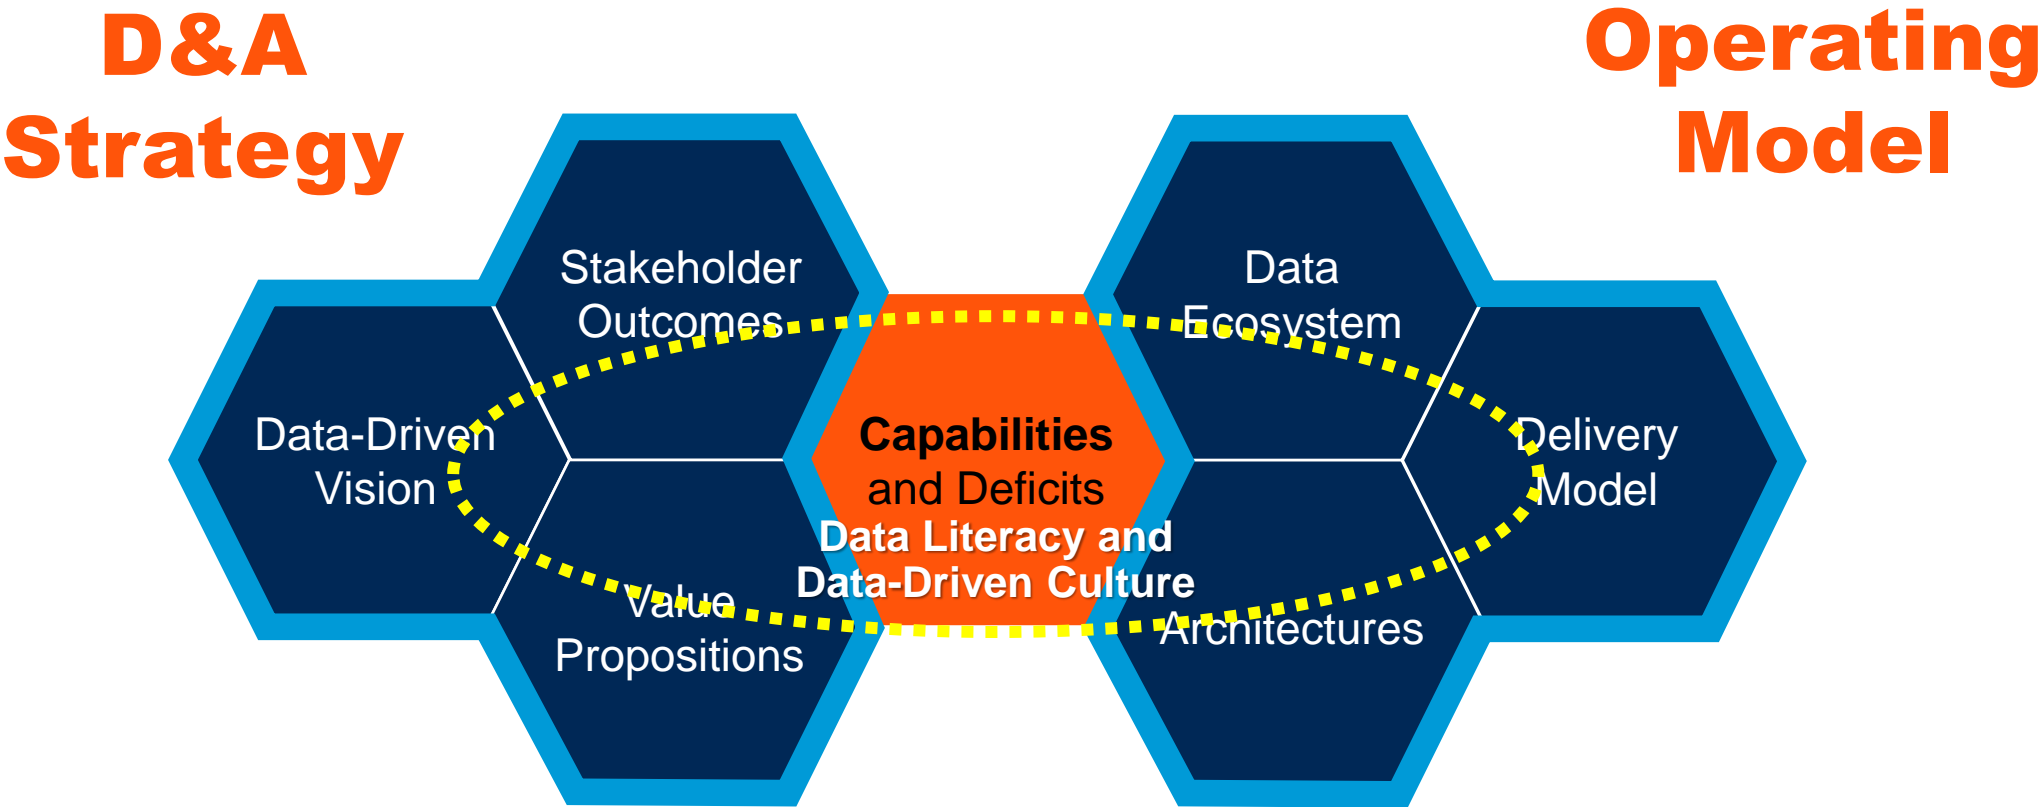 D&A
Strategy
Operating
Model
Stakeholder
Outcomes
Data-Driven
Vision
Value
Propositions
Capabilities
and Deficits
Data Literacy and
Data-Driven Culture
Data
Ecosystem
Delivery
Model
Architectures